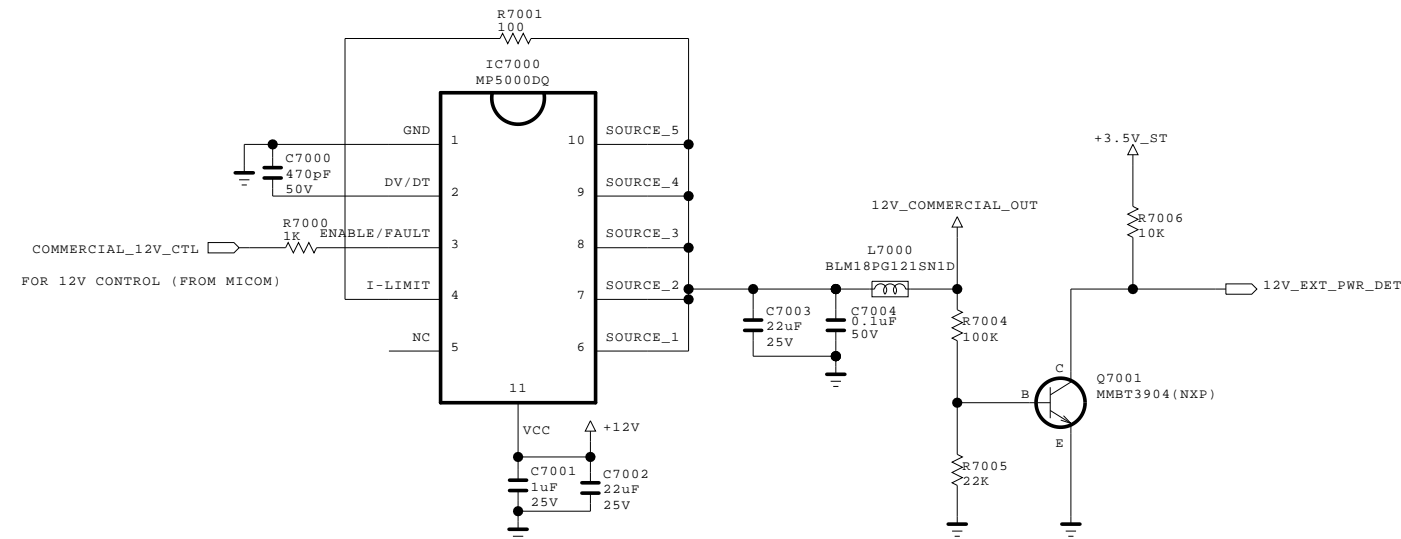 R7001
100
IC7000
MP5000DQ
GND
1
10
SOURCE_5
C7000
470pF
50V
DV/DT
2
9
SOURCE_4
R7000
1K
ENABLE/FAULT
3
8
SOURCE_3
COMMERCIAL_12V_CTL
FOR 12V CONTROL (FROM MICOM)
I-LIMIT
4
7
SOURCE_2
NC
5
6
SOURCE_1
11
VCC
+12V
C7001
1uF
25V
C7002
22uF
25V
C7003
22uF
25V
C7004
0.1uF
50V
L7000
BLM18PG121SN1D
12V_COMMERCIAL_OUT
R7004
100K
R7005
22K
+3.5V_ST
R7006
10K
12V_EXT_PWR_DET
C
B
E
Q7001
MMBT3904(NXP)